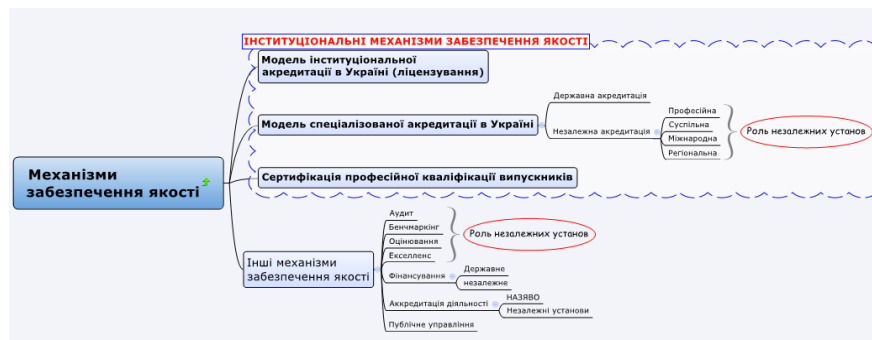 ІНСТИТУЦІОНАЛЬНІ МЕХАНІЗМИ ЗАБЕЗПЕЧЕННЯ ЯКОСТІ
Модель інституціональної
акредитації в Україні (ліцензування)
Державна акредитація
Модель спеціалізованої акредитації в Україні
Незалежна акредитація
Професійна
Суспільна
Міжнародна
Регіональна
Роль незалежних установ
Механізми
забезпечення якості
Сертифікація професійної кваліфікації випускників
Інші механізми
забезпечення якості
Аудит
Бенчмаркінг
Оцінювання
Екселленс
Роль незалежних установ
Фінансування
Державне
незалежне
Аккредитація діяльності
НАЗЯВО
Незалежні установи
Публічне управління